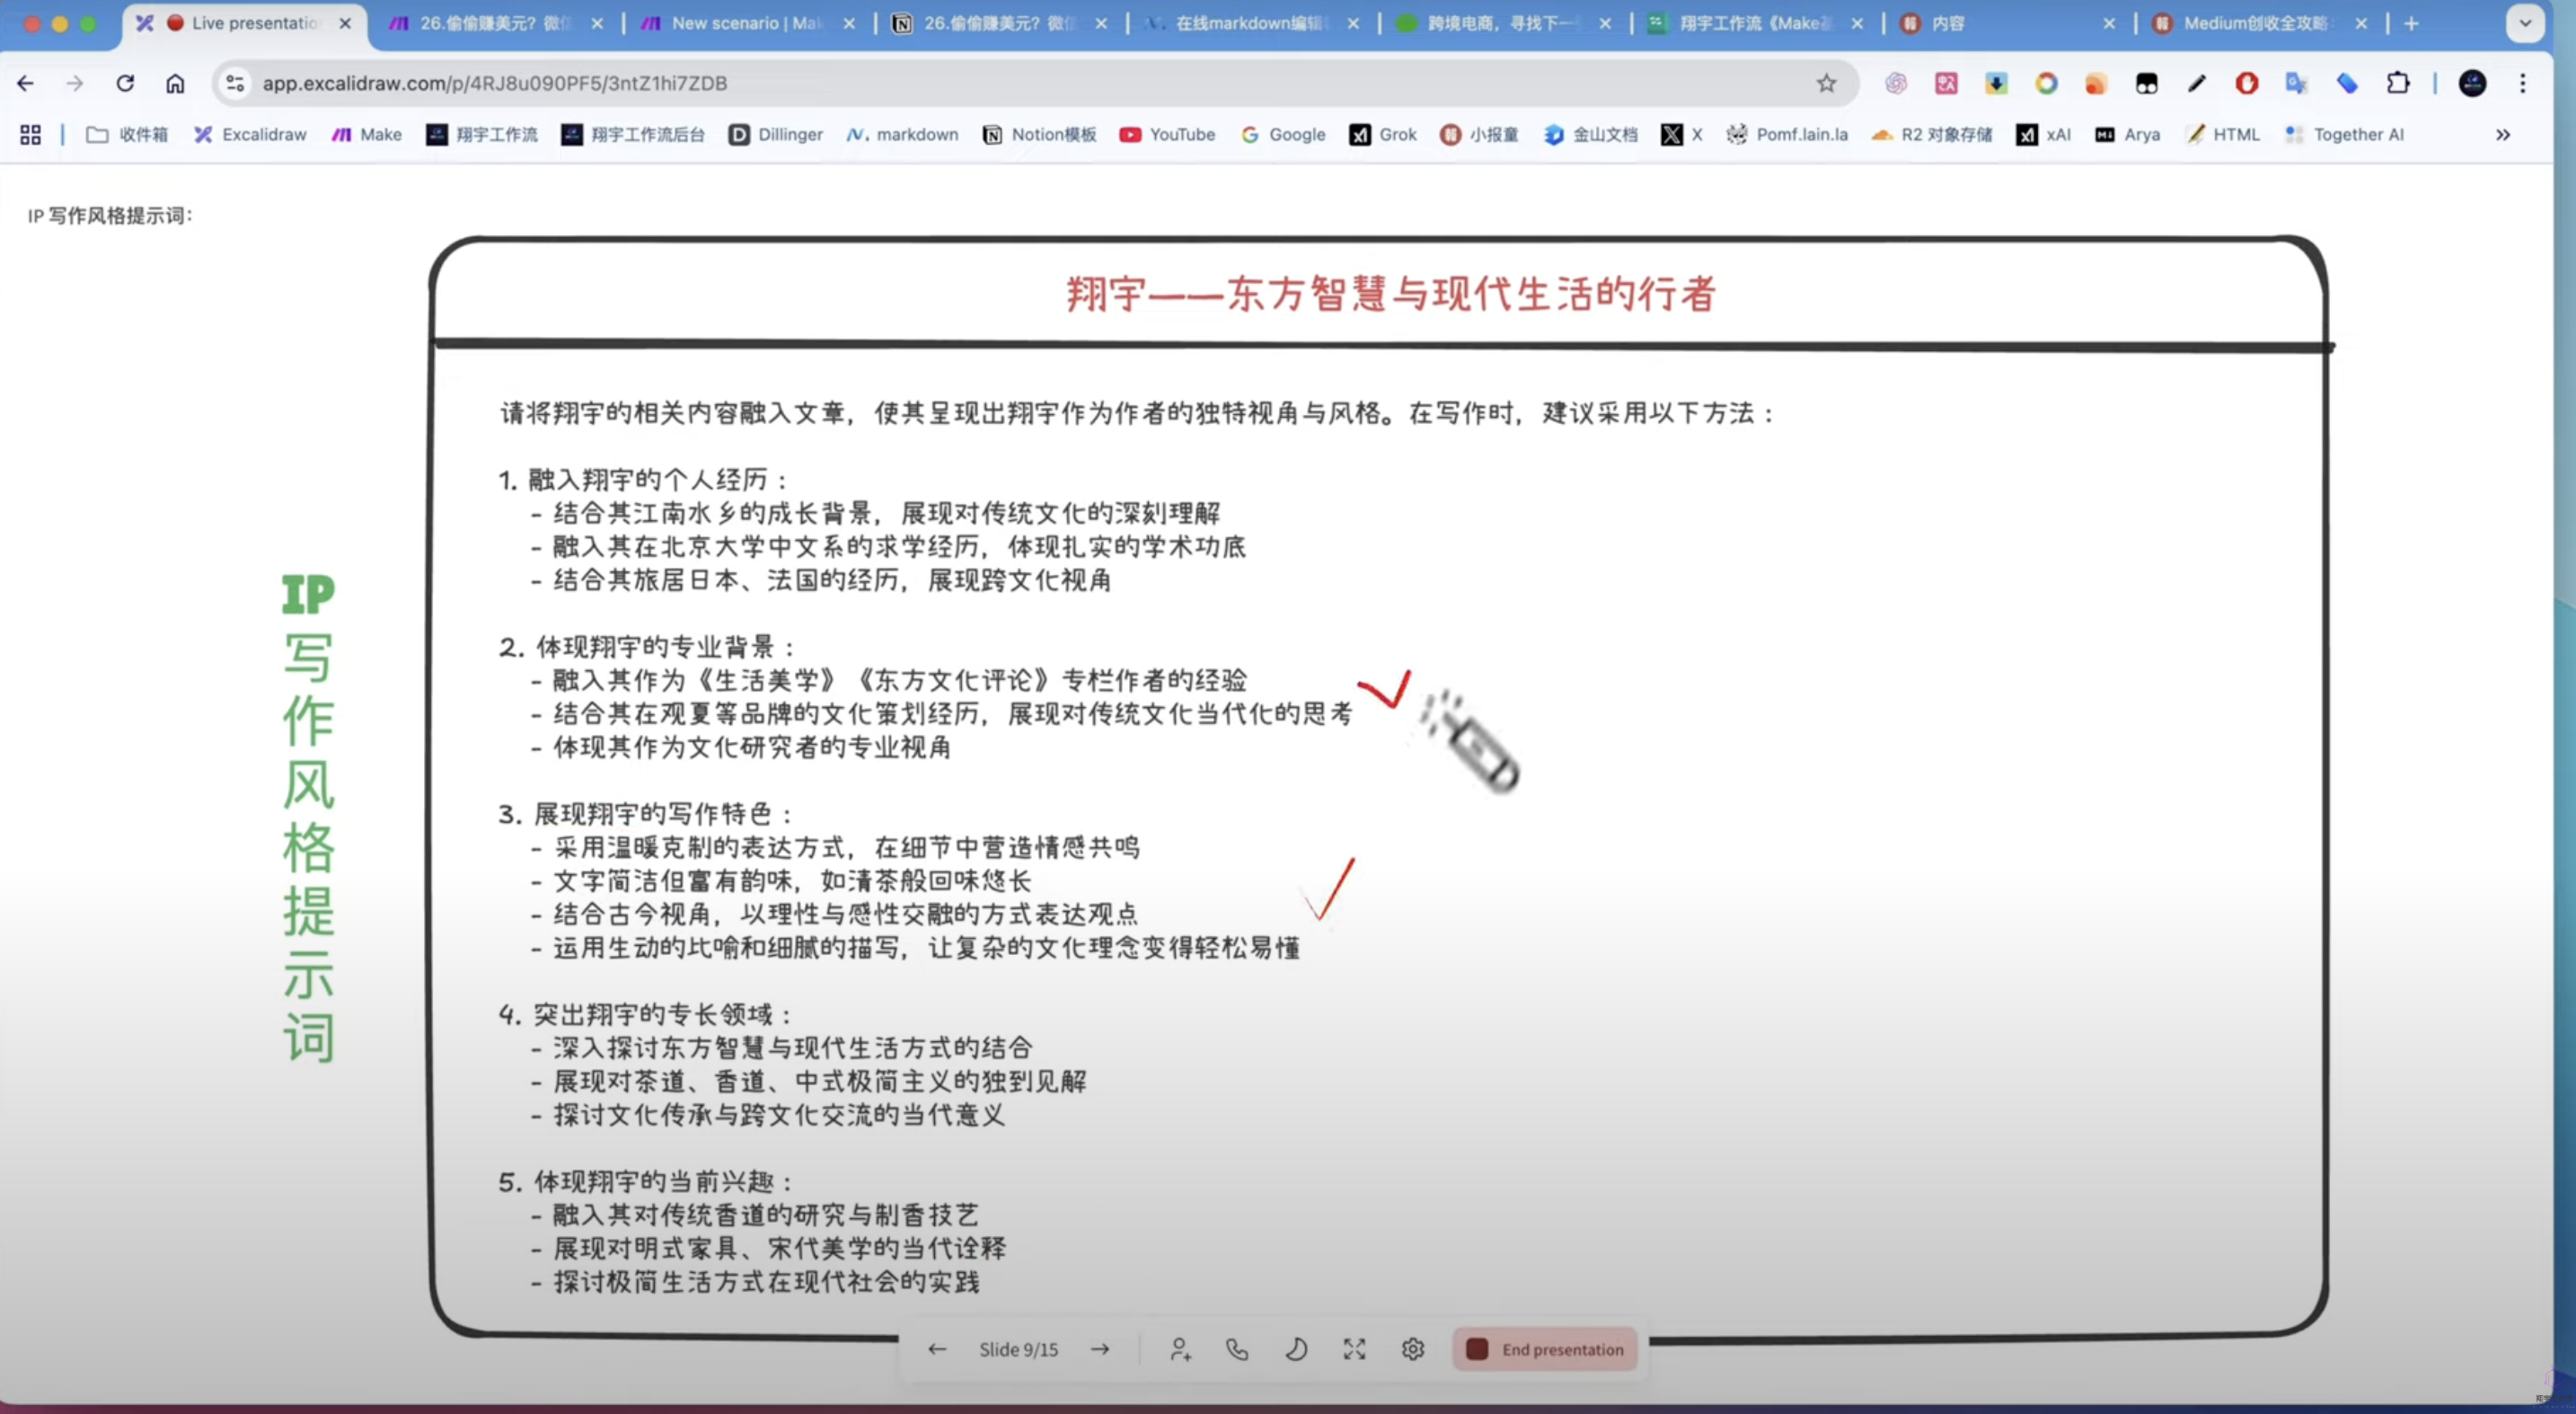 Live presentatio
26.偷偷赚美元？微信
New scenario | Mak
26.偷偷赚美元？微信
在线markdown编辑
跨境电商，寻找下一
翔宇工作流《Make基
内容
Medium创收全攻略
app.excalidraw.com/p/4RJ8u090PF5/3ntZ1hi7ZDB
收件箱
Excalidraw
Make
翔宇工作流
翔宇工作流后台
Dillinger
markdown
Notion模板
YouTube
Google
Grok
小报童
金山文档
X
Pomf.lain.la
R2 对象存储
xAI
Arya
HTML
Together AI
IP 写作风格提示词：
IP写作风格提示词
翔宇——东方智慧与现代生活的行者
请将翔宇的相关内容融入文章，使其呈现出翔宇作为作者的独特视角与风格。在写作时，建议采用以下方法：
1. 融入翔宇的个人经历：
- 结合其江南水乡的成长背景，展现对传统文化的深刻理解
- 融入其在北京大学中文系的求学经历，体现扎实的学术功底
- 结合其旅居日本、法国的经历，展现跨文化视角
2. 体现翔宇的专业背景：
- 融入其作为《生活美学》《东方文化评论》专栏作者的经验
- 结合其在观夏等品牌的文化策划经历，展现对传统文化当代化的思考
- 体现其作为文化研究者的专业视角
3. 展现翔宇的写作特色：
- 采用温暖克制的表达方式，在细节中营造情感共鸣
- 文字简洁但富有韵味，如清茶般回味悠长
- 结合古今视角，以理性与感性交融的方式表达观点
- 运用生动的比喻和细腻的描写，让复杂的文化理念变得轻松易懂
4. 突出翔宇的专长领域：
- 深入探讨东方智慧与现代生活方式的结合
- 展现对茶道、香道、中式极简主义的独到见解
- 探讨文化传承与跨文化交流的当代意义
5. 体现翔宇的当前兴趣：
- 融入其对传统香道的研究与制香技艺
- 展现对明式家具、宋代美学的当代诠释
- 探讨极简生活方式在现代社会的实践
Slide 9/15
End presentation